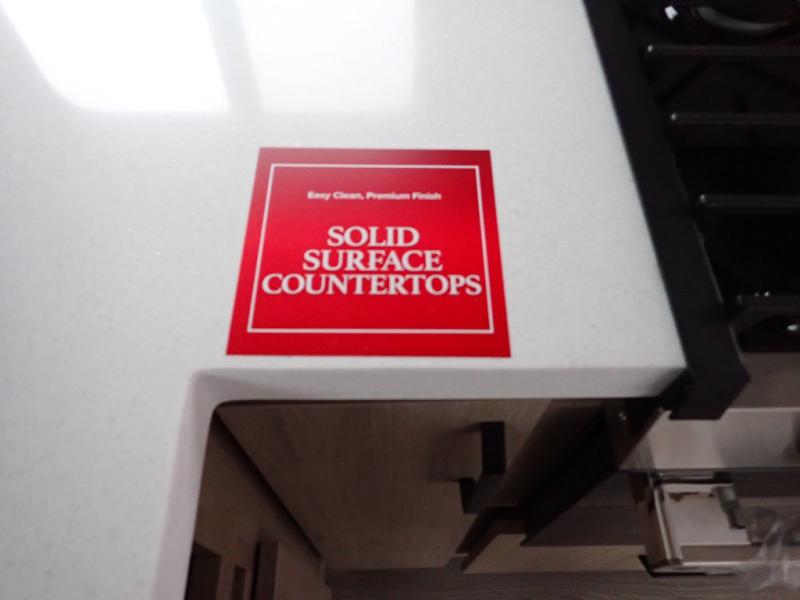 Easy Clean, Premium Finish
SOLID
SURFACE
COUNTERTOPS